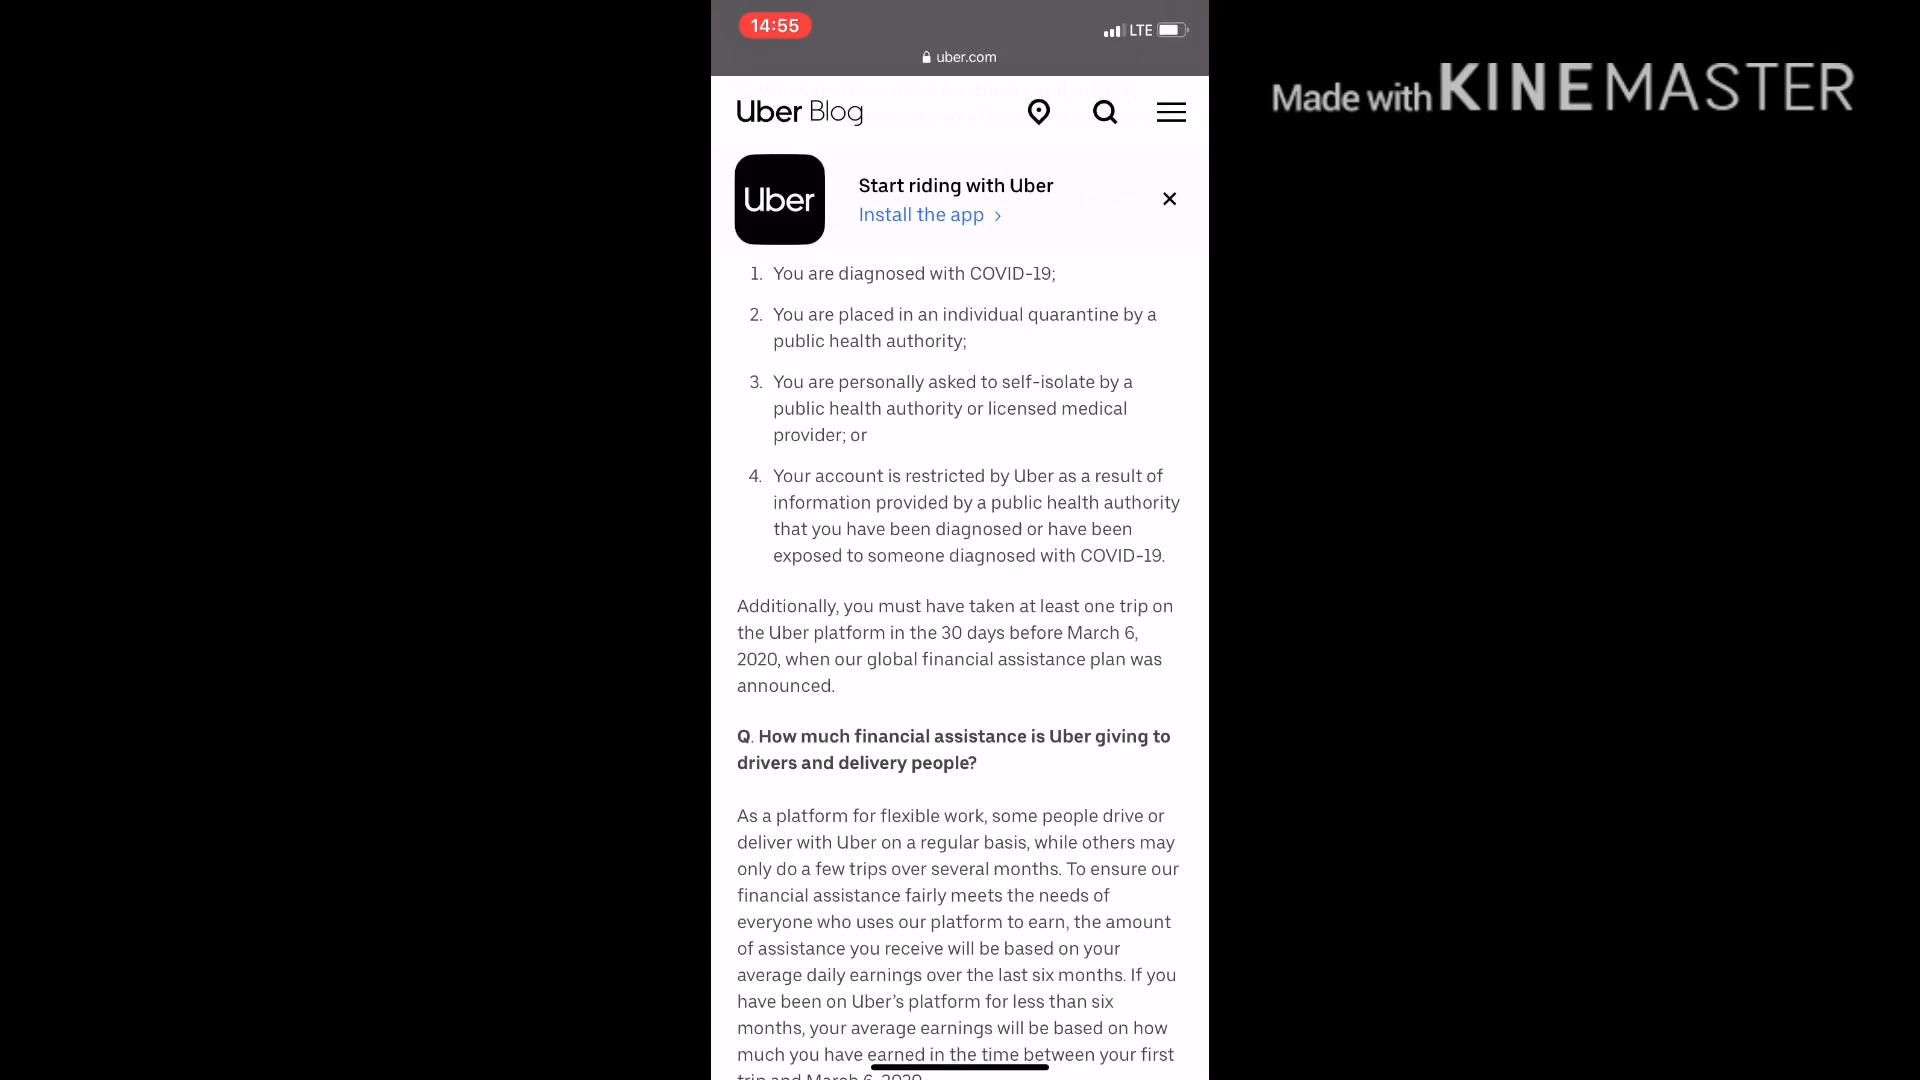 14:55
LTE
uber.com
Made with KINEMASTER
Uber Blog
Uber
Start riding with Uber
Install the app >
1. You are diagnosed with COVID-19;
2. You are placed in an individual quarantine by a
public health authority;
3. You are personally asked to self-isolate by a
public health authority or licensed medical
provider; or
4. Your account is restricted by Uber as a result of
information provided by a public health authority
that you have been diagnosed or have been
exposed to someone diagnosed with COVID-19.
Additionally, you must have taken at least one trip on
the Uber platform in the 30 days before March 6,
2020, when our global financial assistance plan was
announced.
Q. How much financial assistance is Uber giving to
drivers and delivery people?
As a platform for flexible work, some people drive or
deliver with Uber on a regular basis, while others may
only do a few trips over several months. To ensure our
financial assistance fairly meets the needs of
everyone who uses our platform to earn, the amount
of assistance you receive will be based on your
average daily earnings over the last six months. If you
have been on Uber's platform for less than six
months, your average earnings will be based on how
much you have earned in the time between your first
trip and March 6, 2020